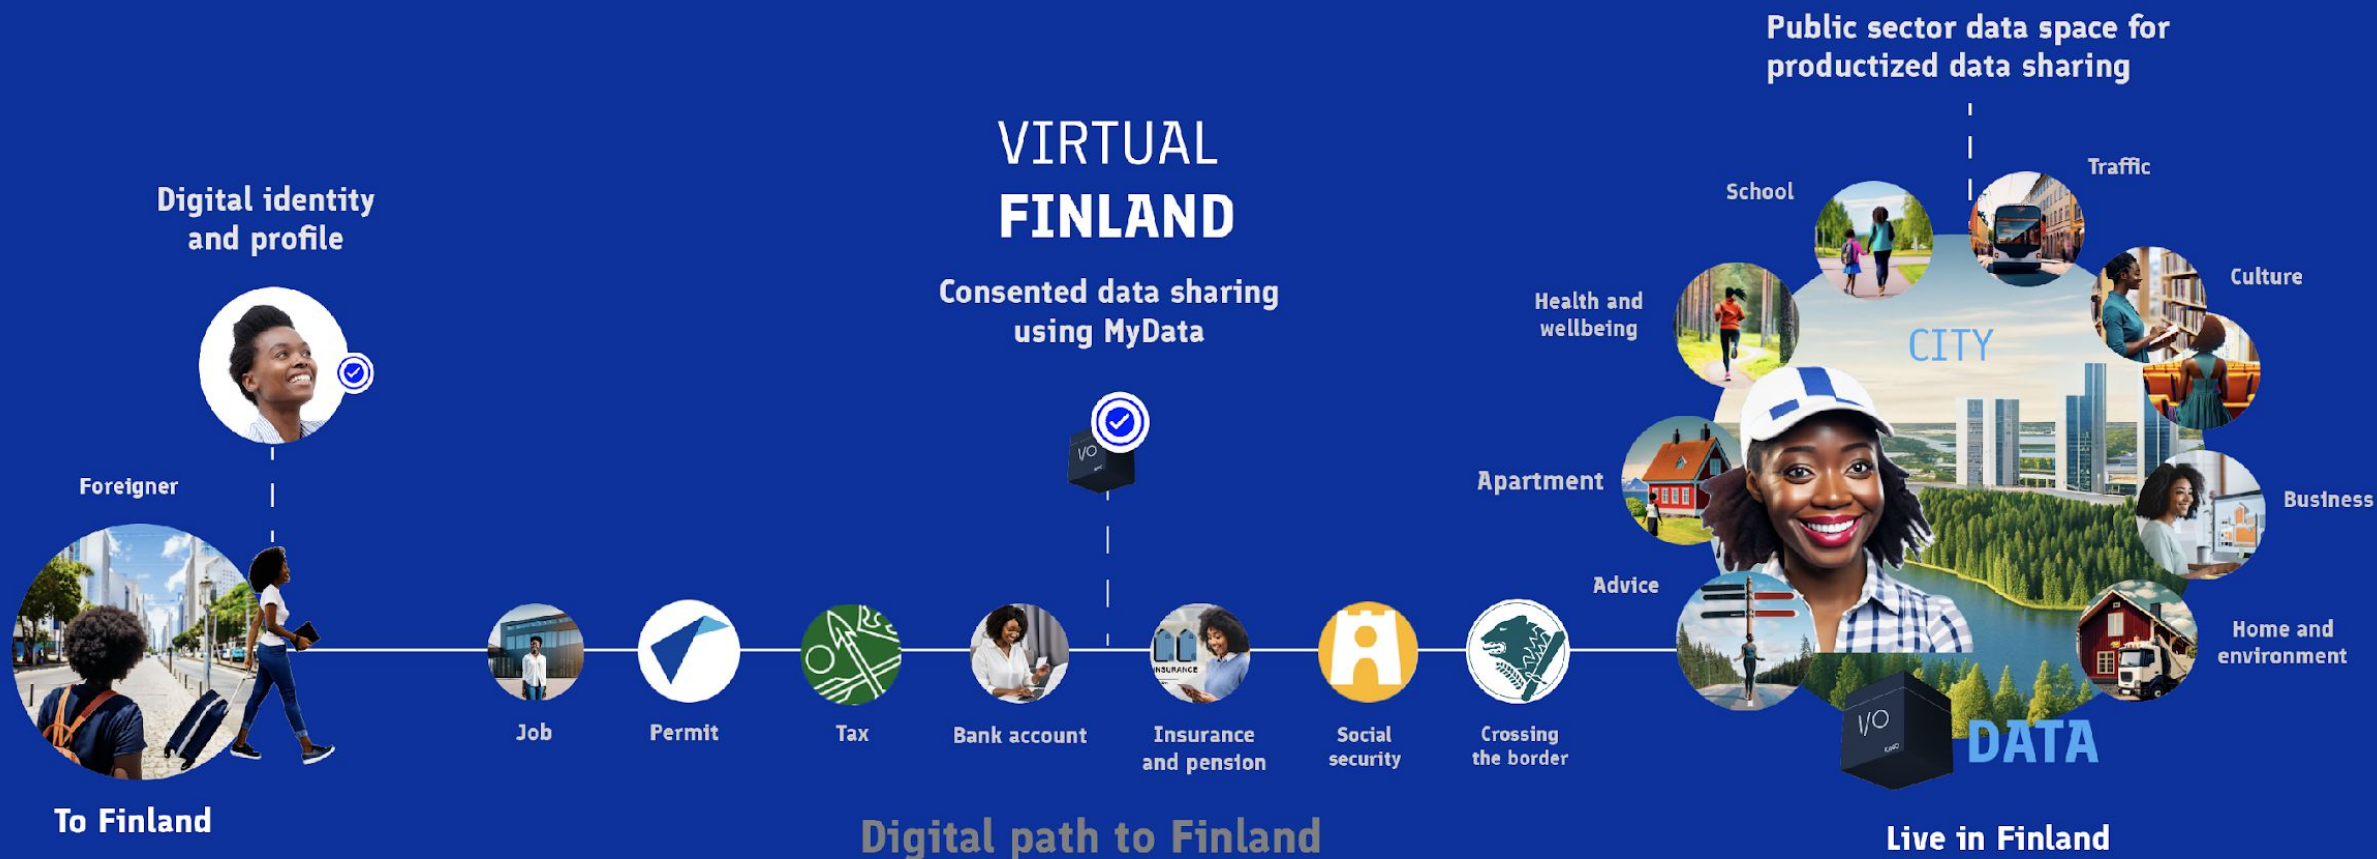 Public sector data space for
productized data sharing
VIRTUAL
FINLAND
Consented data sharing
using MyData
Digital identity
and profile
Foreigner
To Finland
Job
Permit
Tax
Bank account
I/O
INSURANCE
Insurance
and pension
Social
security
Crossing
the border
Digital path to Finland
Advice
Apartment
Health and
wellbeing
School
Traffic
Culture
CITY
Business
Home and
environment
I/O
DATA
Live in Finland